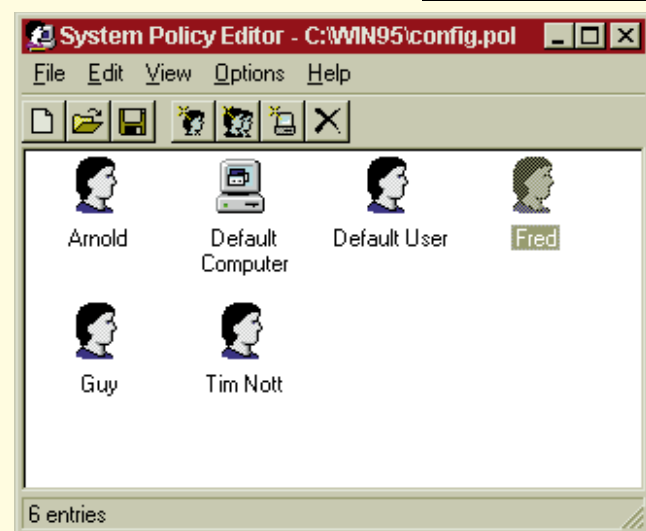 System Policy Editor - C:\WIN95\config.pol
File Edit View Options Help
Arnold
Default Computer
Default User
Fred
Guy
Tim Nott
6 entries